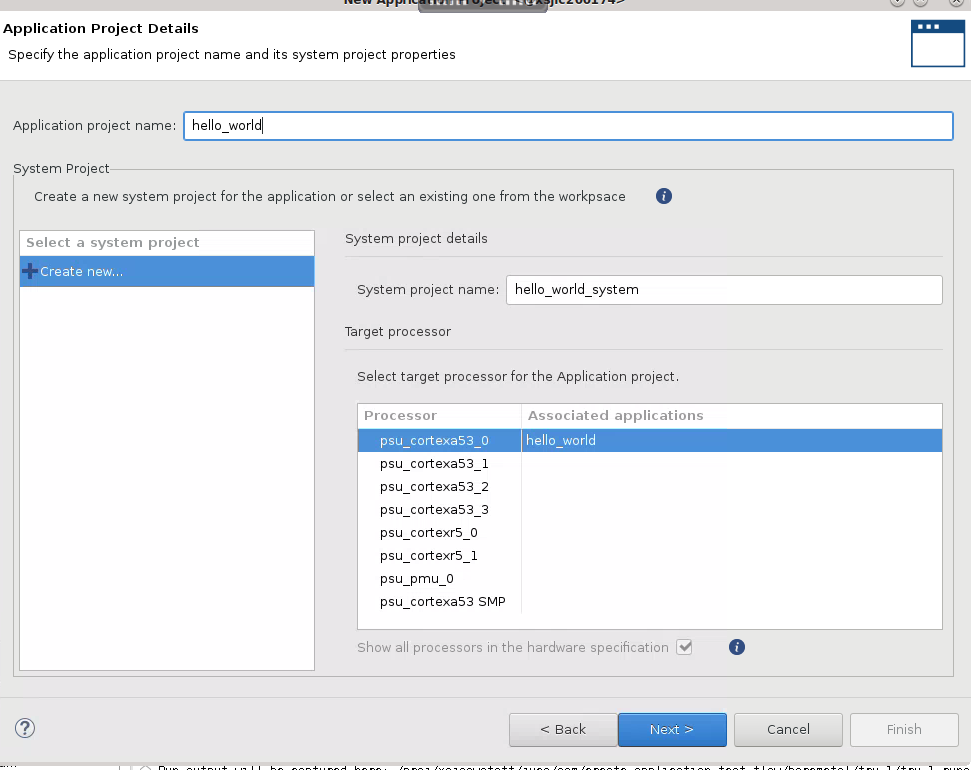 Application Project Details
Specify the application project name and its system project properties
Application project name: hello_world
System Project
Create a new system project for the application or select an existing one from the workpsace
Select a system project
Create new...
System project details
System project name: hello_world_system
Target processor
Select target processor for the Application project.
Processor Associated applications
psu_cortexa53_0 hello_world
psu_cortexa53_1
psu_cortexa53_2
psu_cortexa53_3
psu_cortexr5_0
psu_cortexr5_1
psu_pmu_0
psu_cortexa53 SMP
Show all processors in the hardware specification
< Back Next > Cancel Finish